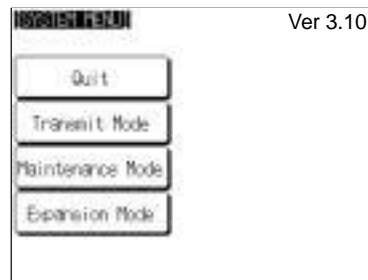 [SYSTEM MENU]
Ver 3.10
Quit
Transmit Mode
Maintenance Mode
Expansion Mode